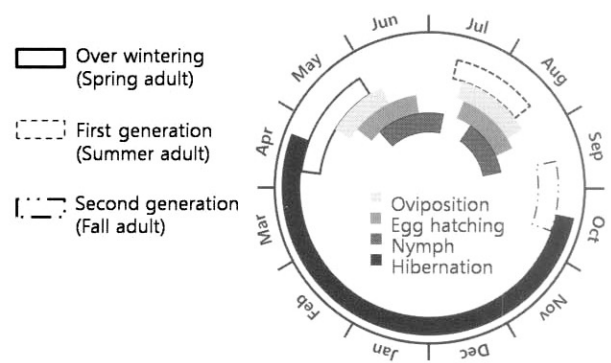 Over wintering
(Spring adult)
First generation
(Summer adult)
Second generation
(Fall adult)
Jun
Jul
May
Aug
Apr
Sep
Mar
Oct
Feb
Nov
Jan
Dec
Oviposition
Egg hatching
Nymph
Hibernation